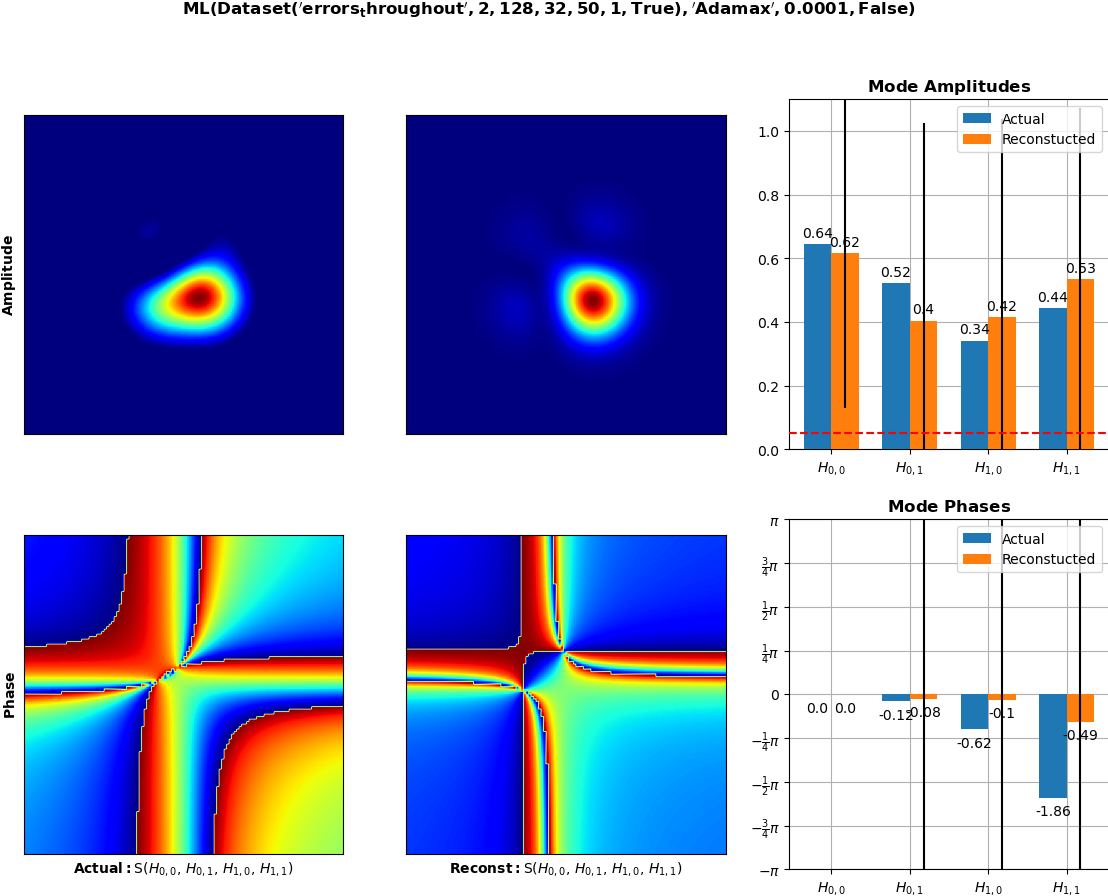 ML(Dataset('errors_throughout', 2, 128, 32, 50, 1, True), 'Adamax', 0.0001, False)
Mode Amplitudes
Actual
Reconstucted
1.0
0.8
0.6
0.4
0.2
0.0
0.64
0.62
0.52
0.4
0.34
0.42
0.44
0.53
H0,0
H0,1
H1,0
H1,1
Amplitude
Mode Phases
Actual
Reconstucted
π
3/4π
1/2π
1/4π
0
−1/4π
−1/2π
−3/4π
−π
0.0
0.0
-0.12
-0.08
-0.62
-0.1
-1.86
-0.49
H0,0
H0,1
H1,0
H1,1
Phase
Actual: S(H0,0, H0,1, H1,0, H1,1)
Reconst: S(H0,0, H0,1, H1,0, H1,1)